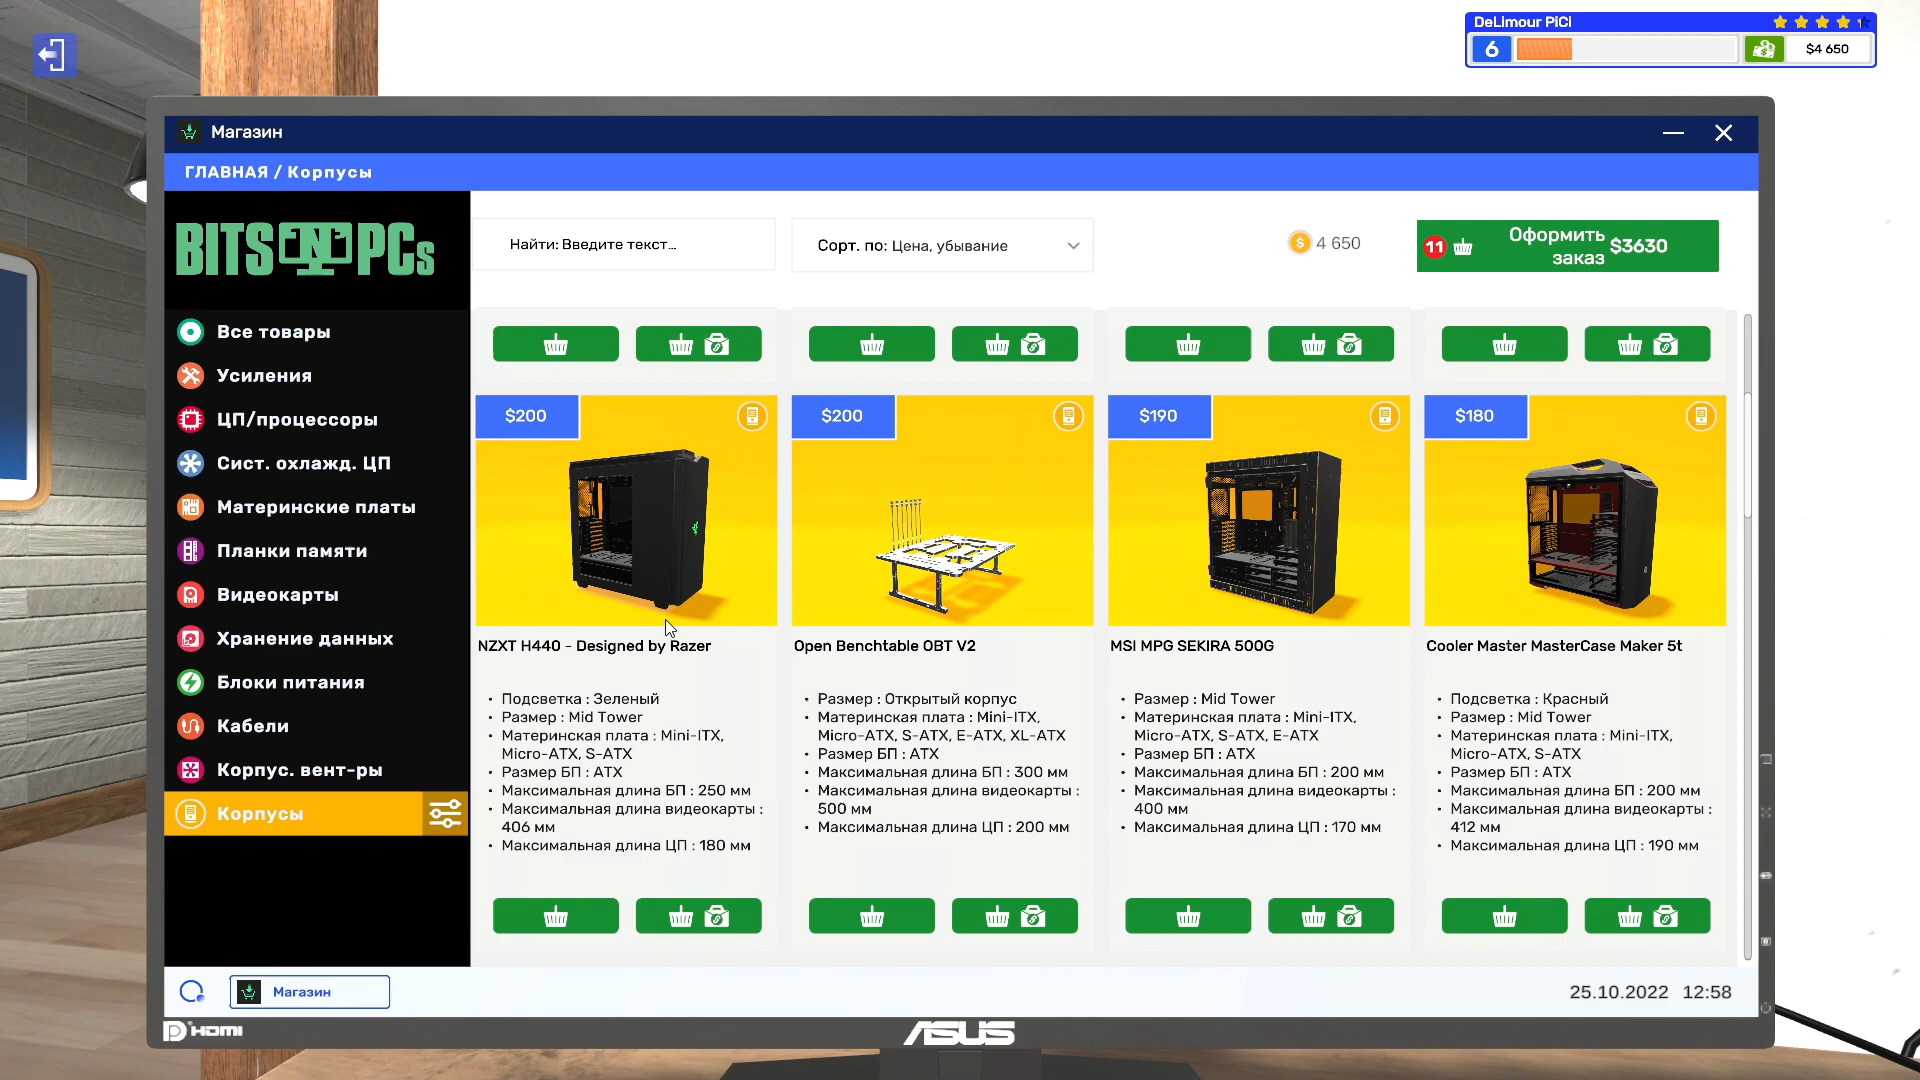 DeLimour PiCi
6
$4 650
Магазин
ГЛАВНАЯ / Корпусы
BITS N PCs
Найти: Введите текст...
Сорт. по: Цена, убывание
4 650
11
Оформить заказ $3630
Все товары
Усиления
ЦП/процессоры
Сист. охлажд. ЦП
Материнские платы
Планки памяти
Видеокарты
Хранение данных
Блоки питания
Кабели
Корпус. вент-ры
Корпусы
$200
NZXT H440 - Designed by Razer
• Подсветка : Зеленый
• Размер : Mid Tower
• Материнская плата : Mini-ITX,
Micro-ATX, S-ATX
• Размер БП : ATX
• Максимальная длина БП : 250 мм
• Максимальная длина видеокарты :
406 мм
• Максимальная длина ЦП : 180 мм
$200
Open Benchtable OBT V2
• Размер : Открытый корпус
• Материнская плата : Mini-ITX,
Micro-ATX, S-ATX, E-ATX, XL-ATX
• Размер БП : ATX
• Максимальная длина БП : 300 мм
• Максимальная длина видеокарты :
500 мм
• Максимальная длина ЦП : 200 мм
$190
MSI MPG SEKIRA 500G
• Размер : Mid Tower
• Материнская плата : Mini-ITX,
Micro-ATX, S-ATX, E-ATX
• Размер БП : ATX
• Максимальная длина БП : 200 мм
• Максимальная длина видеокарты :
400 мм
• Максимальная длина ЦП : 170 мм
$180
Cooler Master MasterCase Maker 5t
• Подсветка : Красный
• Размер : Mid Tower
• Материнская плата : Mini-ITX,
Micro-ATX, S-ATX
• Размер БП : ATX
• Максимальная длина БП : 200 мм
• Максимальная длина видеокарты :
412 мм
• Максимальная длина ЦП : 190 мм
Магазин
25.10.2022 12:58
HDMI
ASUS